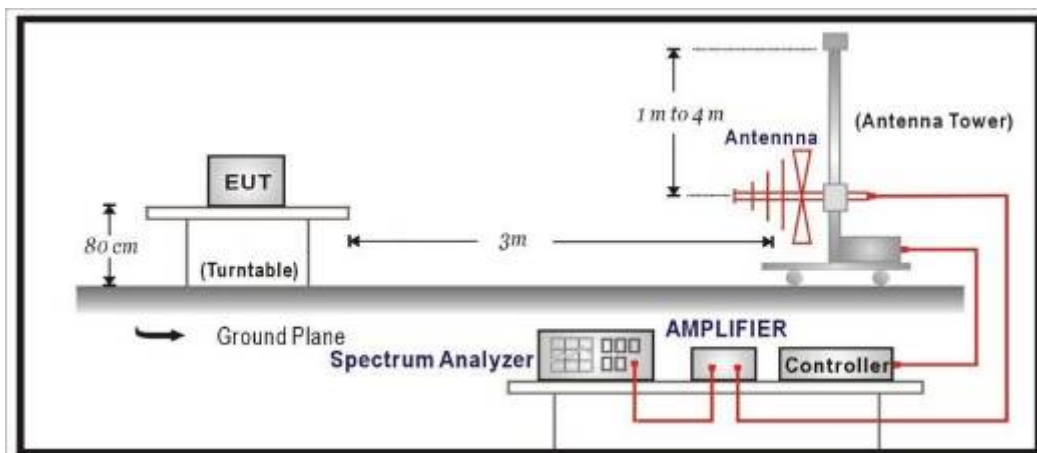 1 m to 4 m
(Antenna Tower)
Antennna
EUT
80 cm
3m
(Turntable)
Ground Plane
AMPLIFIER
Spectrum Analyzer
Controller